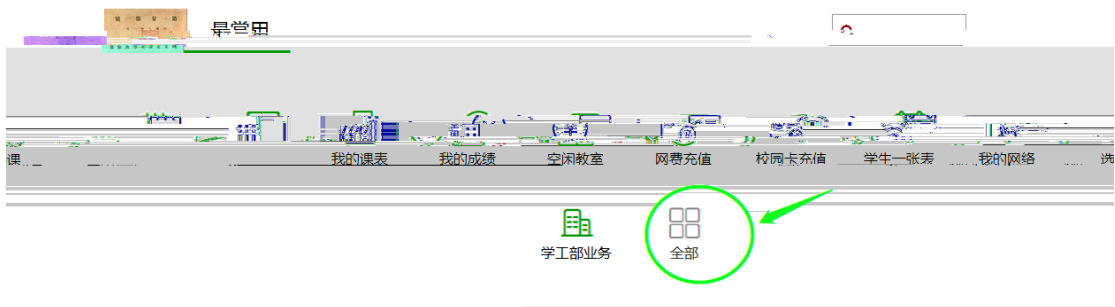 最常用
课 我的课表 我的成绩 空闲教室 网费充值 校园卡充值 学生一张表 我的网络 选
学工部业务 全部